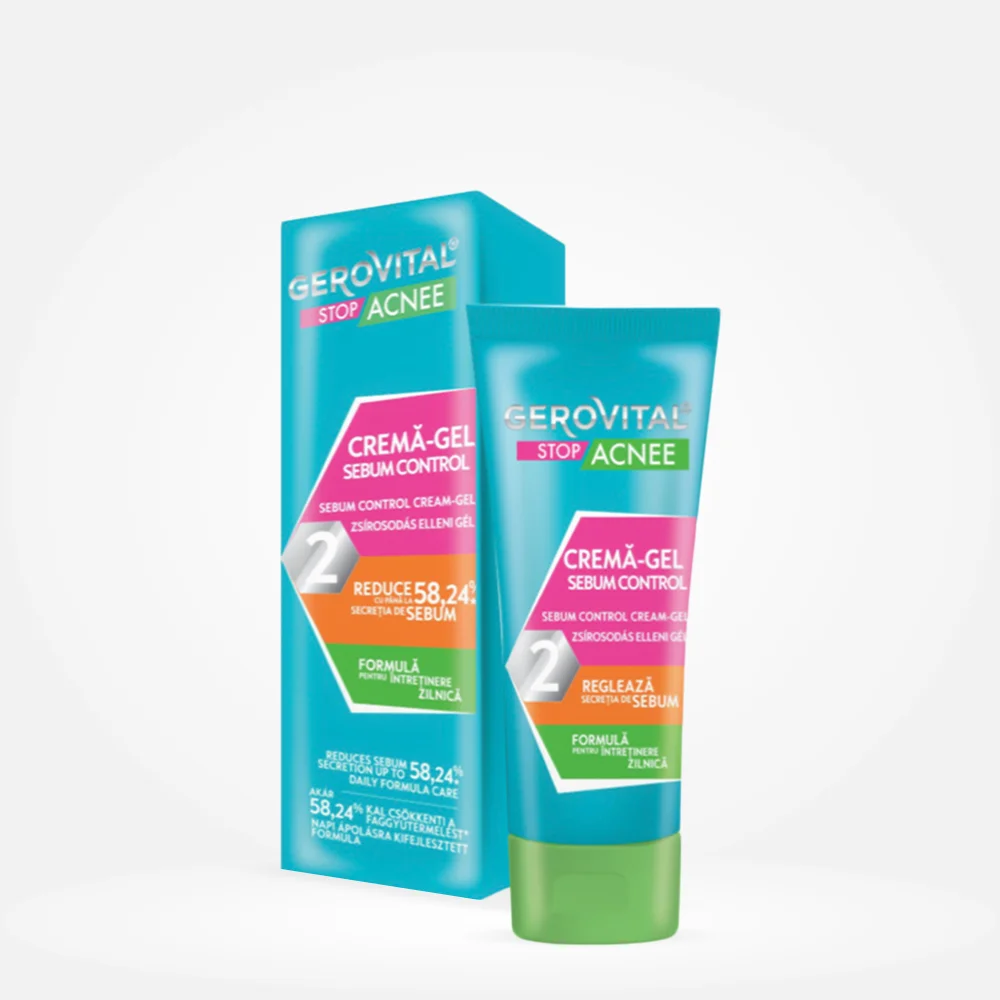 GEROVITAL®
STOP ACNEE
CREMĂ-GEL
SEBUM CONTROL
SEBUM CONTROL CREAM-GEL
ZSÍROSODÁS ELLENI GÉL
2
REDUCE
CU PÂNĂ LA 58,24%*
SECREȚIA DE SEBUM
FORMULĂ
PENTRU ÎNTREȚINERE
ZILNICĂ
REDUCES SEBUM
SECRETION UP TO 58,24%*
DAILY FORMULA CARE
AKÁR
58,24% KAL CSÖKKENTI A
FAGGYÚTERMELÉST*
NAPI ÁPOLÁSRA KIFEJLESZTETT
FORMULA
GEROVITAL®
STOP ACNEE
CREMĂ-GEL
SEBUM CONTROL
SEBUM CONTROL CREAM-GEL
ZSÍROSODÁS ELLENI GÉL
2
REGLEAZĂ
SECREȚIA DE SEBUM
FORMULĂ
PENTRU ÎNTREȚINERE
ZILNICĂ